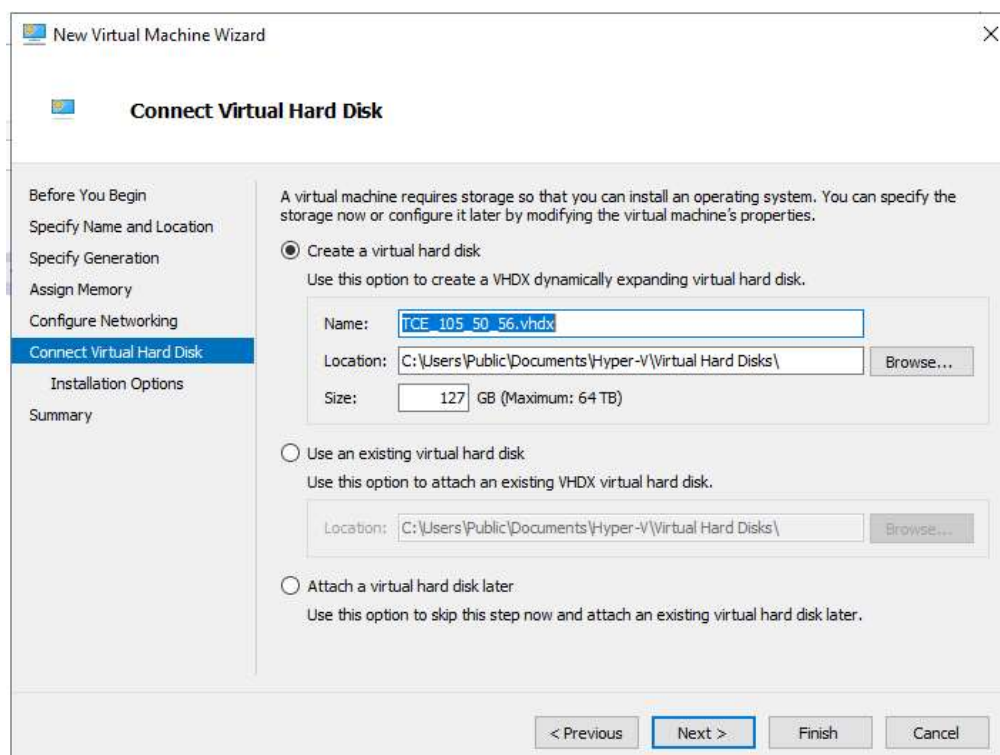 New Virtual Machine Wizard
Connect Virtual Hard Disk
Before You Begin
Specify Name and Location
Specify Generation
Assign Memory
Configure Networking
Connect Virtual Hard Disk
Installation Options
Summary
A virtual machine requires storage so that you can install an operating system. You can specify the
storage now or configure it later by modifying the virtual machine's properties.
Create a virtual hard disk
Use this option to create a VHDX dynamically expanding virtual hard disk.
Name: TCE_105_50_56.vhdx
Location: C:\Users\Public\Documents\Hyper-V\Virtual Hard Disks\ Browse...
Size: 127 GB (Maximum: 64 TB)
Use an existing virtual hard disk
Use this option to attach an existing VHDX virtual hard disk.
Location: C:\Users\Public\Documents\Hyper-V\Virtual Hard Disks\ Browse...
Attach a virtual hard disk later
Use this option to skip this step now and attach an existing virtual hard disk later.
< Previous Next > Finish Cancel